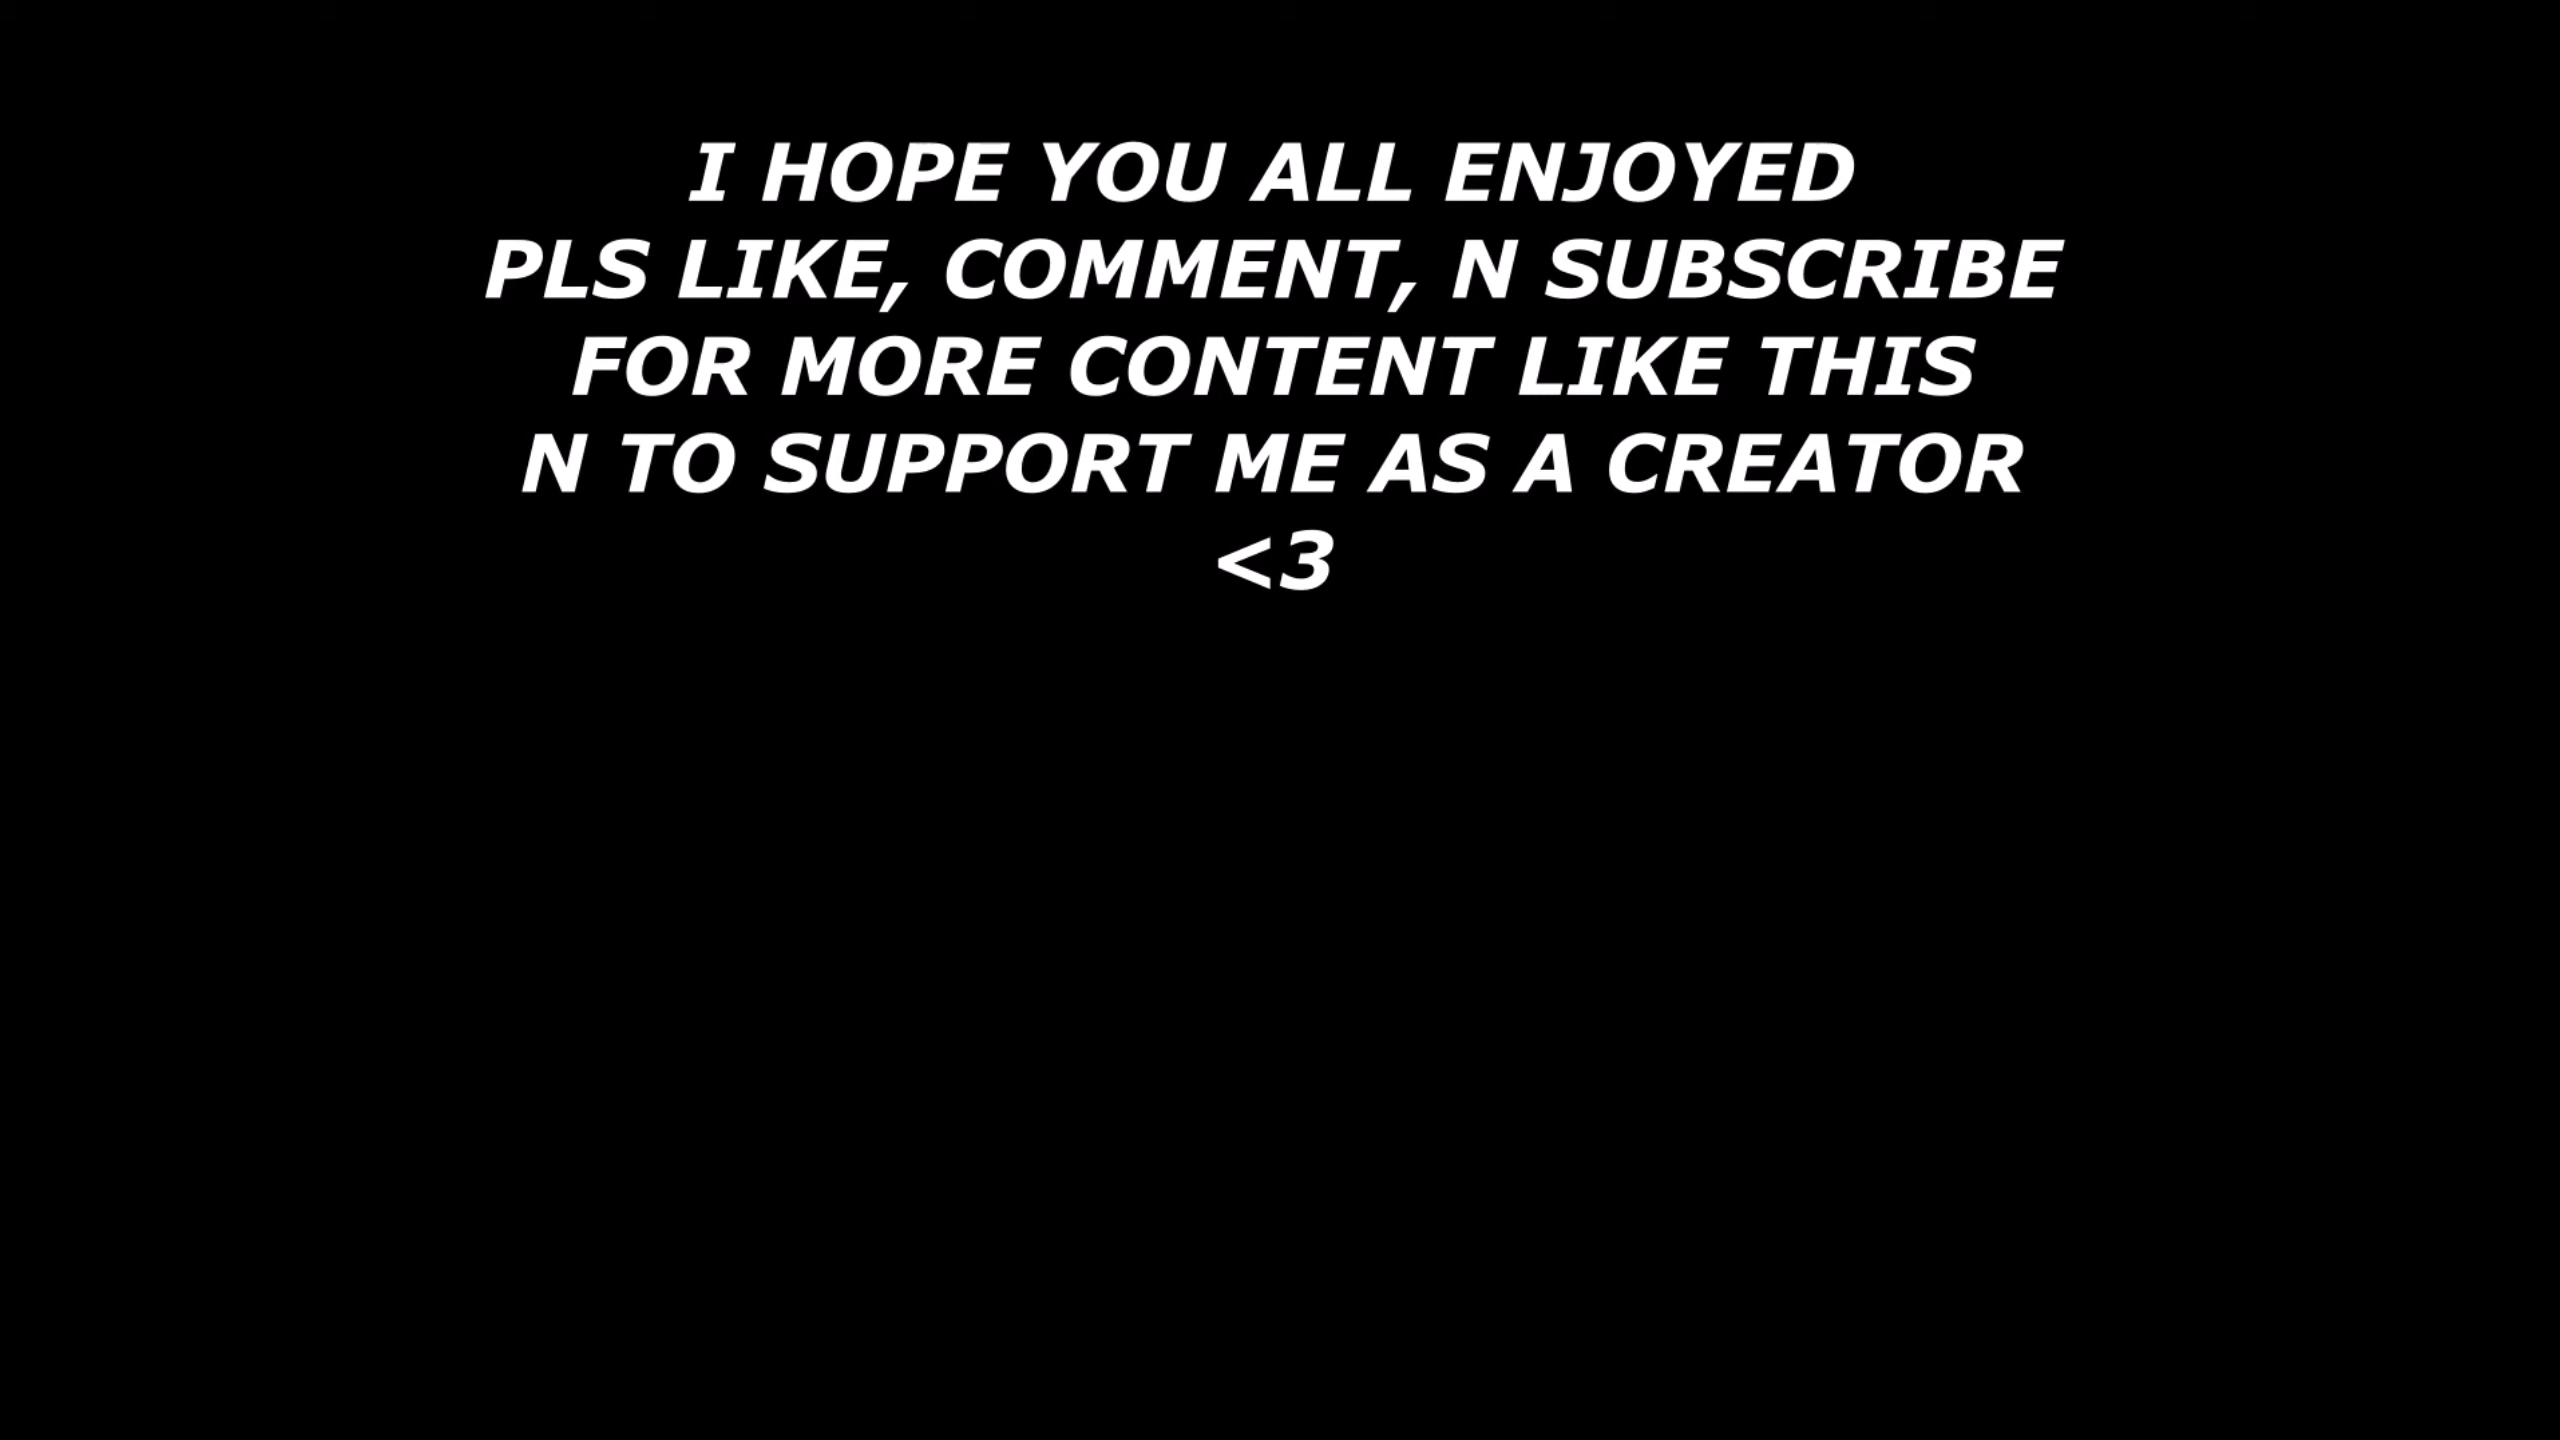 I HOPE YOU ALL ENJOYED
PLS LIKE, COMMENT, N SUBSCRIBE
FOR MORE CONTENT LIKE THIS
N TO SUPPORT ME AS A CREATOR
<3